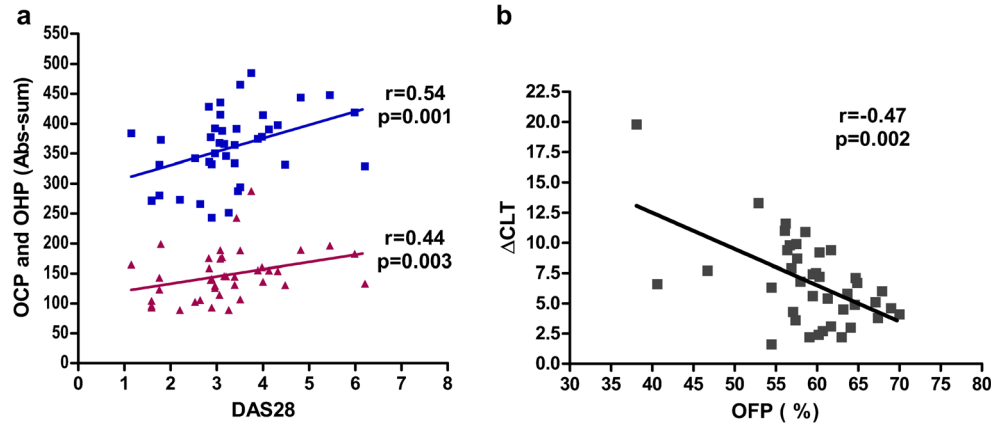 a
OCP and OHP (Abs-sum)
550
500
450
400
350
300
250
200
150
100
50
0
0 1 2 3 4 5 6 7 8
DAS28
r=0.54
p=0.001
r=0.44
p=0.003
b
ΔCLT
22.5
20.0
17.5
15.0
12.5
10.0
7.5
5.0
2.5
0.0
30 35 40 45 50 55 60 65 70 75 80
OFP ( %)
r=-0.47
p=0.002